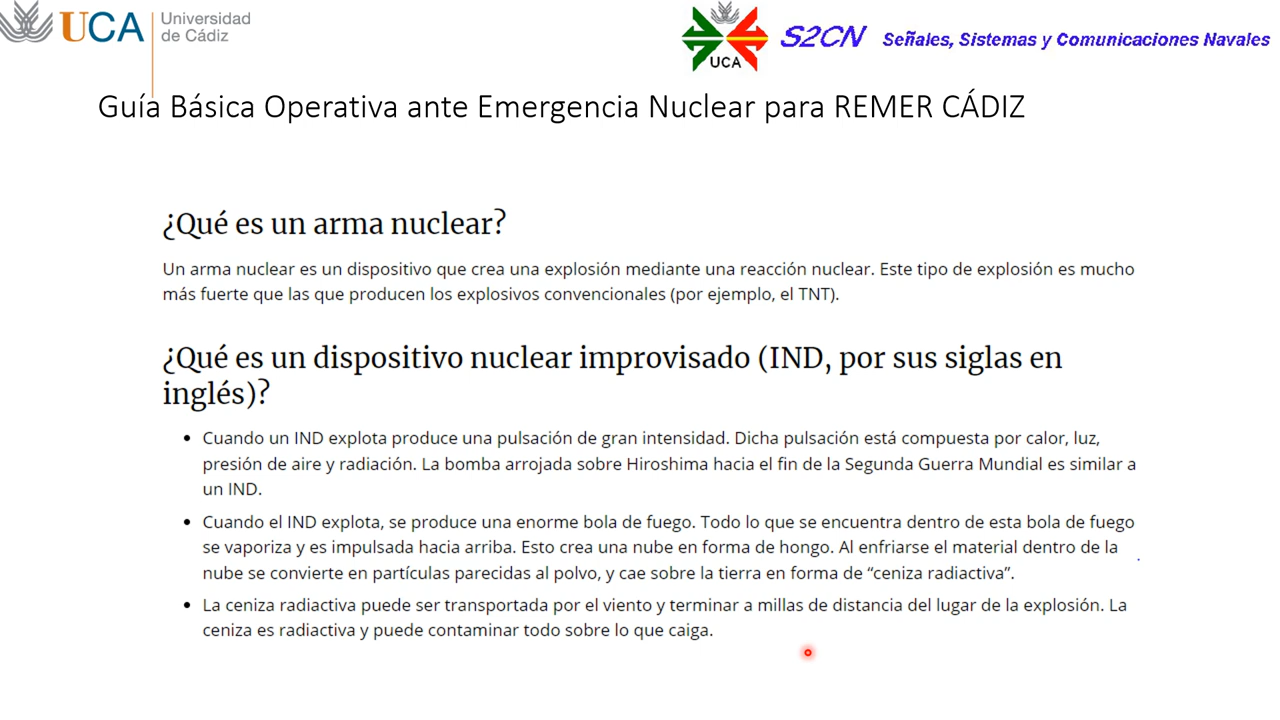 UCA
Universidad
de Cádiz
UCA
S2CN
Señales, Sistemas y Comunicaciones Navales
Guía Básica Operativa ante Emergencia Nuclear para REMER CÁDIZ
¿Qué es un arma nuclear?
Un arma nuclear es un dispositivo que crea una explosión mediante una reacción nuclear. Este tipo de explosión es mucho
más fuerte que las que producen los explosivos convencionales (por ejemplo, el TNT).
¿Qué es un dispositivo nuclear improvisado (IND, por sus siglas en
inglés)?
• Cuando un IND explota produce una pulsación de gran intensidad. Dicha pulsación está compuesta por calor, luz,
presión de aire y radiación. La bomba arrojada sobre Hiroshima hacia el fin de la Segunda Guerra Mundial es similar a
un IND.
• Cuando el IND explota, se produce una enorme bola de fuego. Todo lo que se encuentra dentro de esta bola de fuego
se vaporiza y es impulsada hacia arriba. Esto crea una nube en forma de hongo. Al enfriarse el material dentro de la
nube se convierte en partículas parecidas al polvo, y cae sobre la tierra en forma de “ceniza radiactiva”.
• La ceniza radiactiva puede ser transportada por el viento y terminar a millas de distancia del lugar de la explosión. La
ceniza es radiactiva y puede contaminar todo sobre lo que caiga.